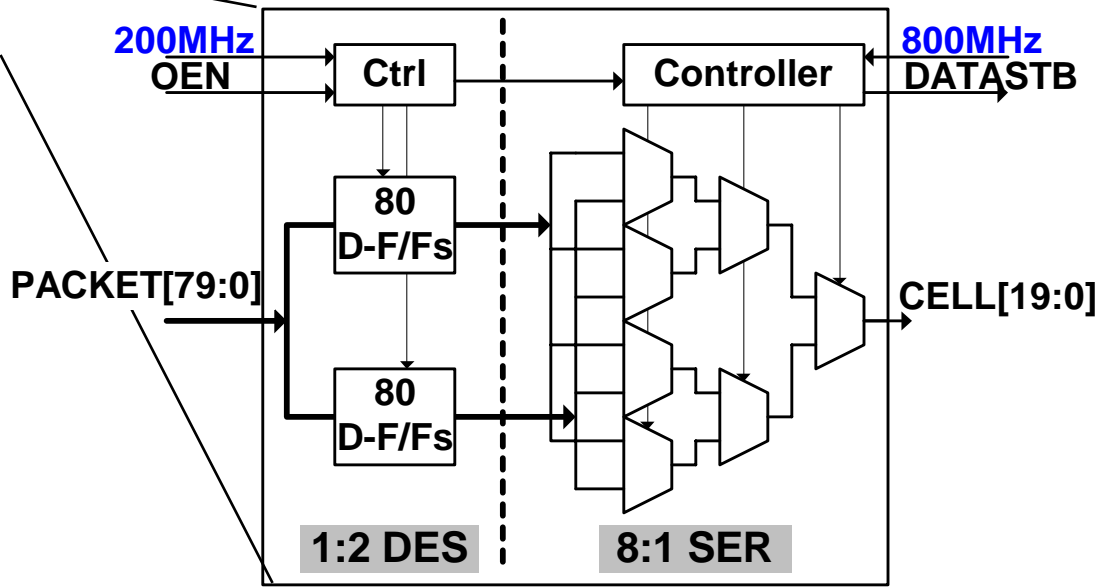 200MHz
OEN
Ctrl
Controller
800MHz
DATASTB
80
D-F/Fs
PACKET[79:0]
CELL[19:0]
80
D-F/Fs
1:2 DES
8:1 SER